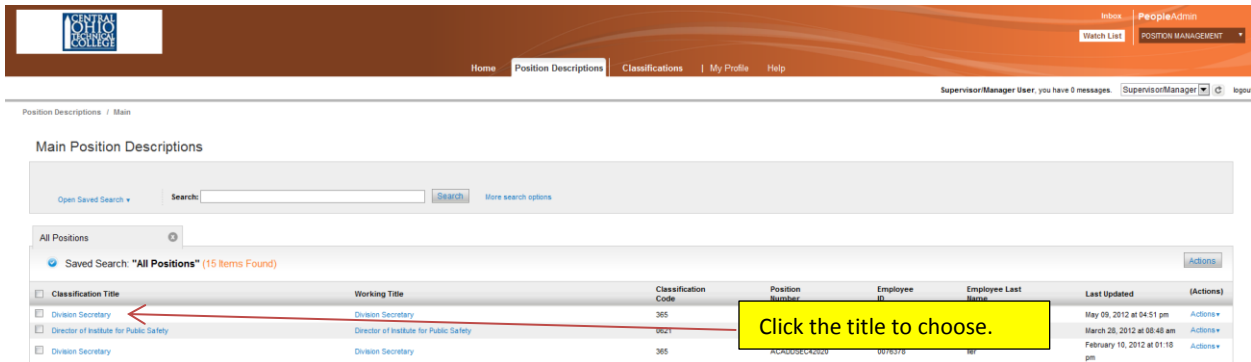 CENTRAL
OHIO
TECHNICAL
COLLEGE
Inbox PeopleAdmin
Watch List POSITION MANAGEMENT
Home Position Descriptions Classifications | My Profile Help
Supervisor/Manager User, you have 0 messages. Supervisor/Manager logout
Position Descriptions / Main
Main Position Descriptions
Open Saved Search Search: Search More search options
All Positions
Saved Search: "All Positions" (15 Items Found) Actions
Classification Title Working Title Classification Code Position Number Employee ID Employee Last Name Last Updated (Actions)
Division Secretary Division Secretary 365 May 09, 2012 at 04:51 pm Actions
Director of Institute for Public Safety Director of Institute for Public Safety 0621 March 28, 2012 at 08:48 am Actions
Click the title to choose.
Division Secretary Division Secretary 365 ACADDSEC42020 0076378 February 10, 2012 at 01:18 pm Actions